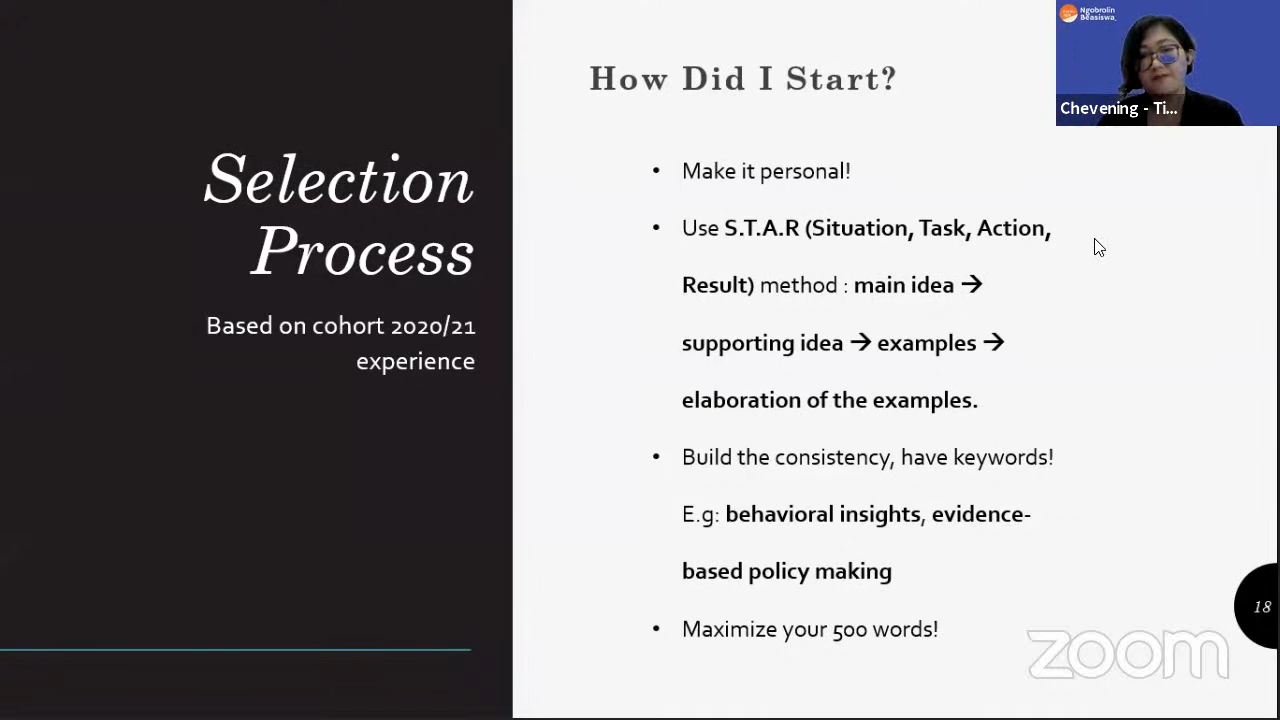 Selection
Process
Based on cohort 2020/21
experience
How Did I Start?
• Make it personal!
• Use S.T.A.R (Situation, Task, Action,
Result) method : main idea →
supporting idea → examples →
elaboration of the examples.
• Build the consistency, have keywords!
E.g: behavioral insights, evidence-
based policy making
• Maximize your 500 words!
18
zoom
Ngobrolin
Beasiswa
Chevening - Ti...